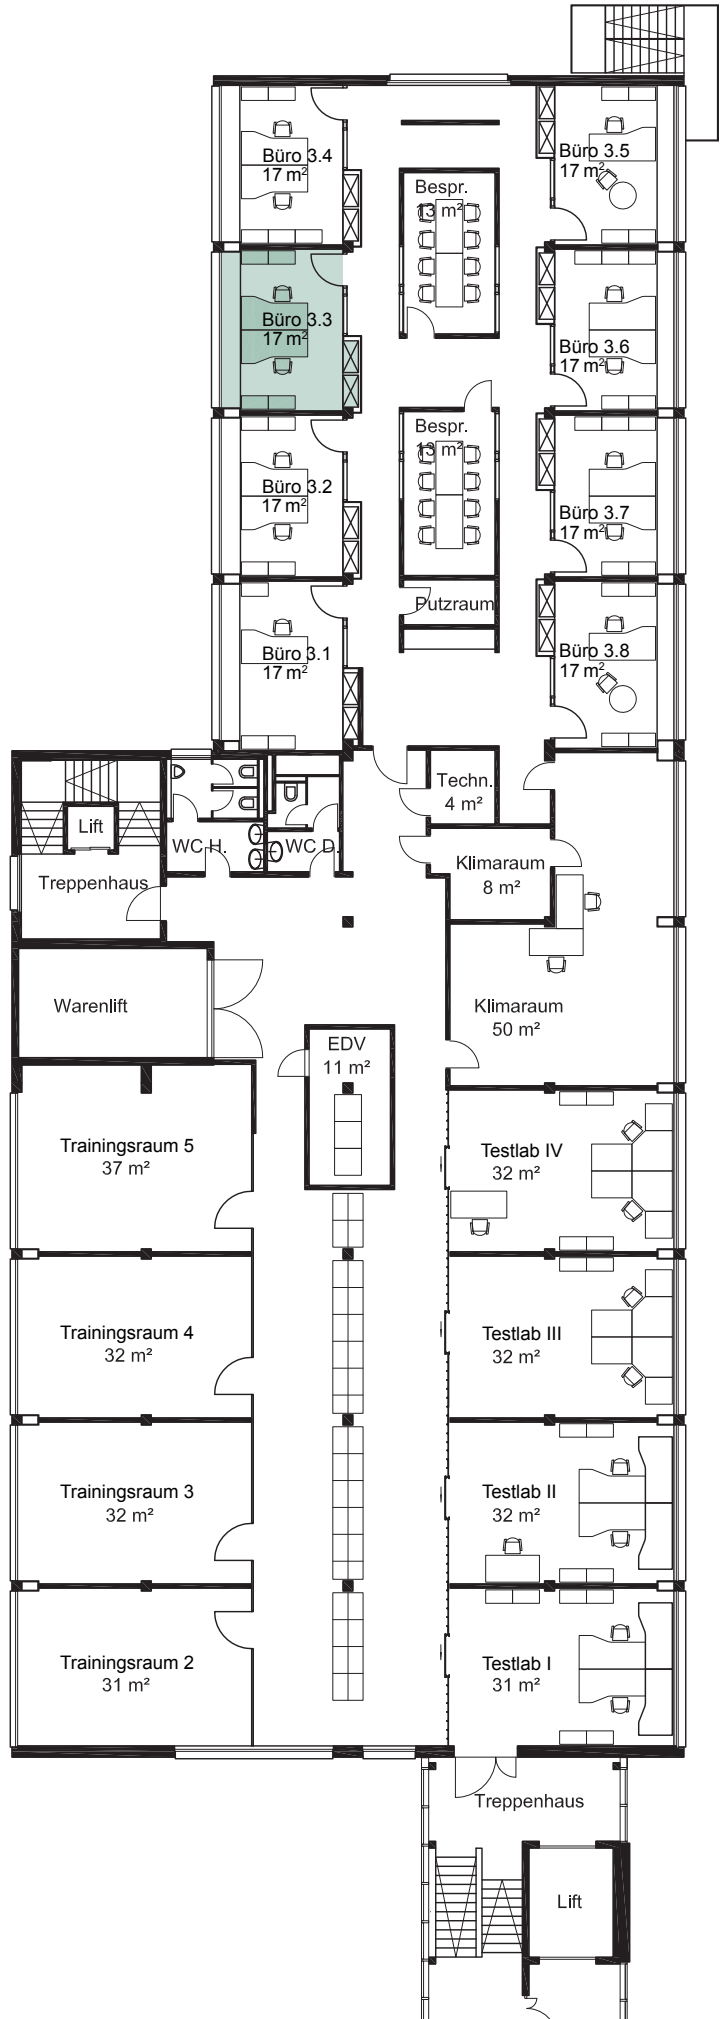 Büro 3.4
17 m²
Büro 3.5
17 m²
Bespr.
13 m²
Büro 3.3
17 m²
Büro 3.6
17 m²
Bespr.
13 m²
Büro 3.2
17 m²
Büro 3.7
17 m²
Putzraum
Büro 3.1
17 m²
Büro 3.8
17 m²
Techn.
4 m²
Lift
WC H.
WC D.
Treppenhaus
Klimaraum
8 m²
Warenlift
Klimaraum
50 m²
EDV
11 m²
Trainingsraum 5
37 m²
Testlab IV
32 m²
Trainingsraum 4
32 m²
Testlab III
32 m²
Trainingsraum 3
32 m²
Testlab II
32 m²
Trainingsraum 2
31 m²
Testlab I
31 m²
Treppenhaus
Lift